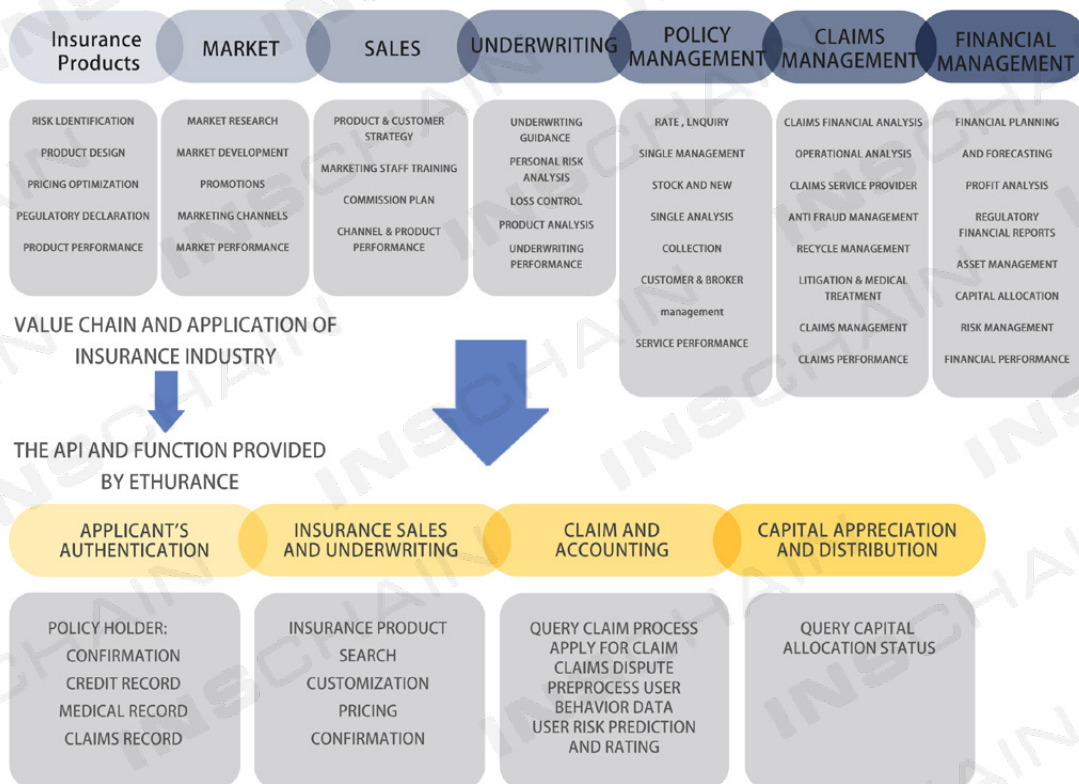 Insurance
Products
MARKET
SALES
UNDERWRITING
POLICY
MANAGEMENT
CLAIMS
MANAGEMENT
FINANCIAL
MANAGEMENT
RISK LDENTIFICATION
PRODUCT DESIGN
PRICING OPTIMIZATION
PEGULATORY DECLARATION
PRODUCT PERFORMANCE
MARKET RESEARCH
MARKET DEVELOPMENT
PROMOTIONS
MARKETING CHANNELS
MARKET PERFORMANCE
PRODUCT & CUSTOMER
STRATEGY
MARKETING STAFF TRAINING
COMMISSION PLAN
CHANNEL & PRODUCT
PERFORMANCE
UNDERWRTING
GUIDANCE
PERSONAL RISK
ANALYSIS
LOSS CONTROL
PRODUCT ANALYSIS
UNDERWRITING
PERFORMANCE
RATE , LNQUIRY
SINGLE MANAGEMENT
STOCK AND NEW
SINGLE ANALYSIS
COLLECTION
CUSTOMER & BROKER
management
SERVICE PERFORMANCE
CLAIMS FINANCIAL ANALYSIS
OPERATIONAL ANALYSIS
CLAIMS SERVICE PROVIDER
ANTI FRAUD MANAGEMENT
RECYCLE MANAGEMENT
LITIGATION & MEDICAL
TREATMENT
CLAIMS MANAGEMENT
CLAIMS PERFORMANCE
FINANCIAL PLANNING
AND FORECASTING
PROFIT ANALYSIS
REGULATORY
FINANCIAL REPORTS
ASSET MANAGEMENT
CAPITAL ALLOCATION
RISK MANAGEMENT
FINANCIAL PERFORMANCE
VALUE CHAIN AND APPLICATION OF
INSURANCE INDUSTRY
THE API AND FUNCTION PROVIDED
BY ETHURANCE
APPLICANT'S
AUTHENTICATION
INSURANCE SALES
AND UNDERWRITING
CLAIM AND
ACCOUNTING
CAPITAL APPRECIATION
AND DISTRIBUTION
POLICY HOLDER:
CONFIRMATION
CREDIT RECORD
MEDICAL RECORD
CLAIMS RECORD
INSURANCE PRODUCT
SEARCH
CUSTOMIZATION
PRICING
CONFIRMATION
QUERY CLAIM PROCESS
APPLY FOR CLAIM
CLAIMS DISPUTE
PREPROCESS USER
BEHAVIOR DATA
USER RISK PREDICTION
AND RATING
QUERY CAPITAL
ALLOCATION STATUS
INSCHAIN